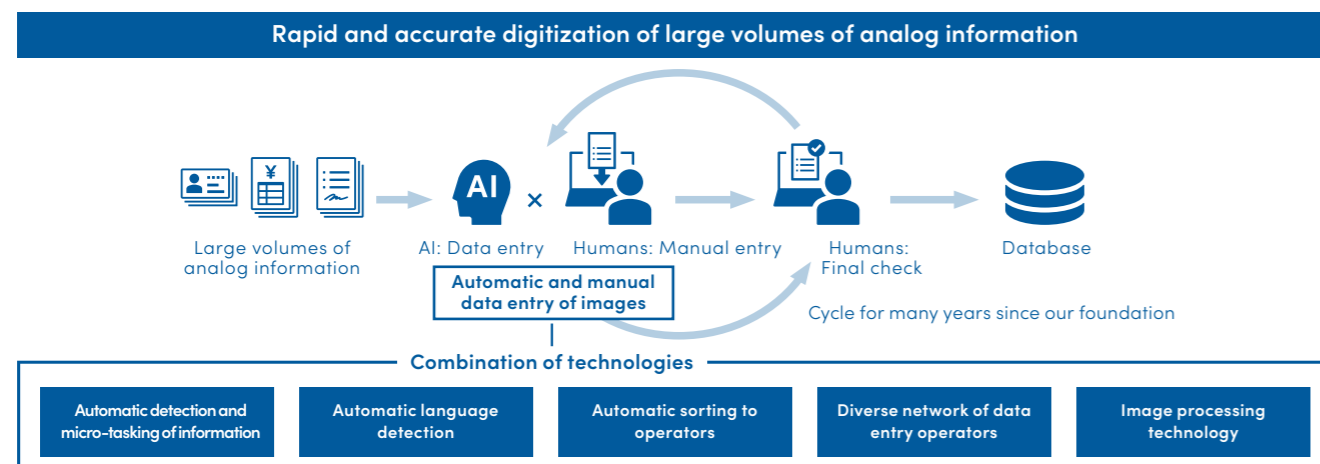 Rapid and accurate digitization of large volumes of analog information
¥
AI
×
Large volumes of
analog information
AI: Data entry
Humans: Manual entry
Humans:
Final check
Database
Automatic and manual
data entry of images
Cycle for many years since our foundation
Combination of technologies
Automatic detection and
micro-tasking of information
Automatic language
detection
Automatic sorting to
operators
Diverse network of data
entry operators
Image processing
technology